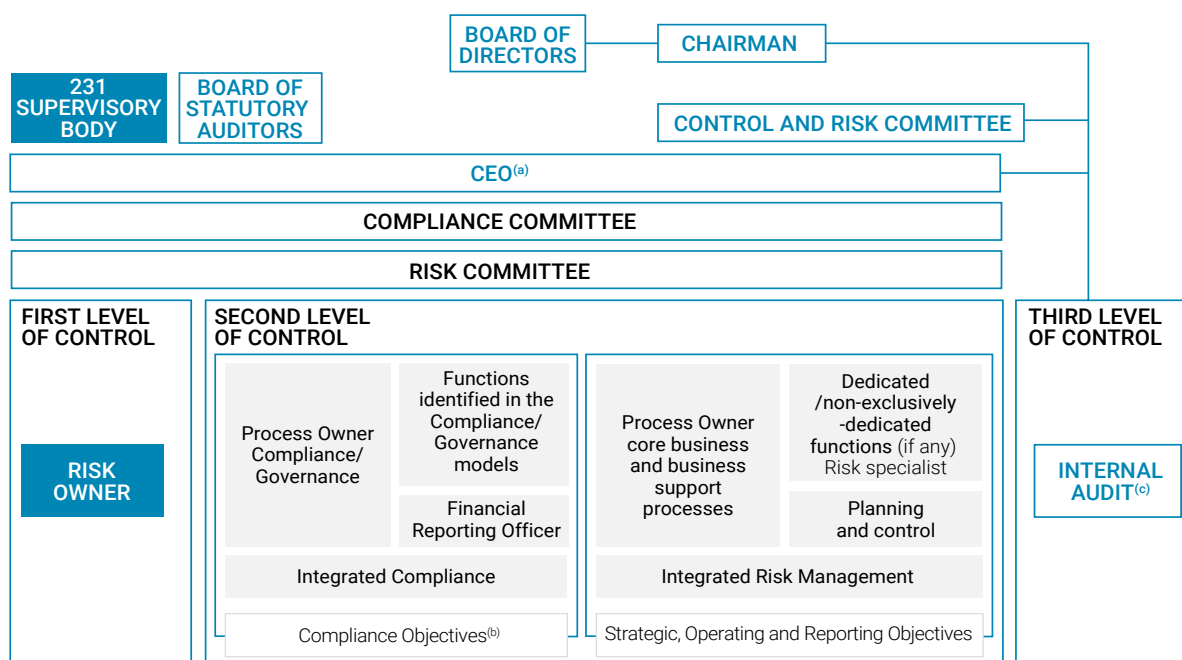 BOARD OF
DIRECTORS
CHAIRMAN
231
SUPERVISORY
BODY
BOARD OF
STATUTORY
AUDITORS
CONTROL AND RISK COMMITTEE
CEO(a)
COMPLIANCE COMMITTEE
RISK COMMITTEE
FIRST LEVEL
OF CONTROL
RISK
OWNER
SECOND LEVEL
OF CONTROL
Process Owner
Compliance/
Governance
Functions
identified in the
Compliance/
Governance
models
Financial
Reporting Officer
Integrated Compliance
Compliance Objectives(b)
Process Owner
core business
and business
support
processes
Dedicated
/non-exclusively
-dedicated
functions (if any)
Risk specialist
Planning
and control
Integrated Risk Management
Strategic, Operating and Reporting Objectives
THIRD LEVEL
OF CONTROL
INTERNAL
AUDIT(c)